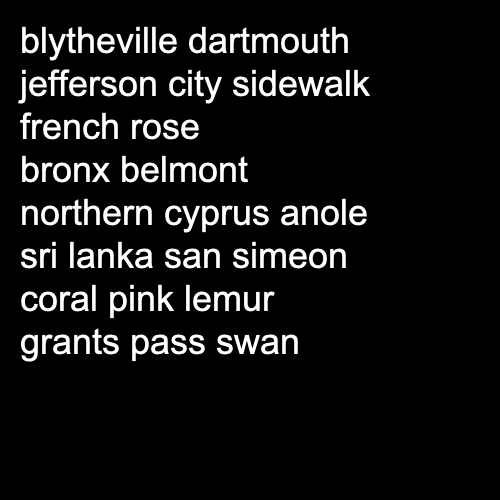 blytheville dartmouth
jefferson city sidewalk
french rose
bronx belmont
northern cyprus anole
sri lanka san simeon
coral pink lemur
grants pass swan